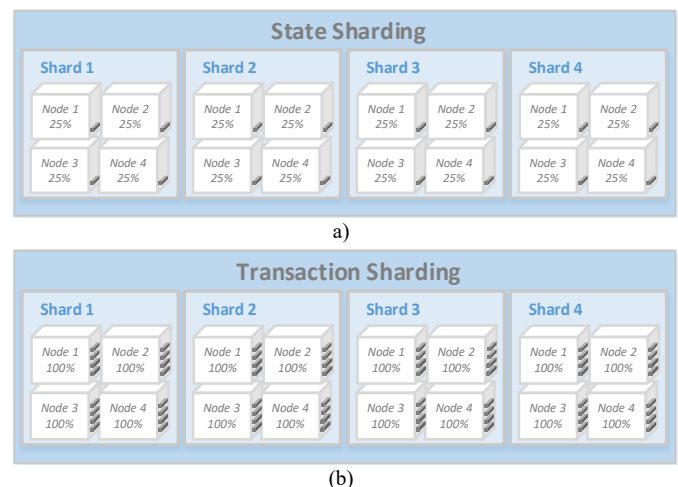 State Sharding
Shard 1 Shard 2 Shard 3 Shard 4
Node 1 Node 2 Node 1 Node 2 Node 1 Node 2 Node 1 Node 2
25% 25% 25% 25% 25% 25% 25% 25%
Node 3 Node 4 Node 3 Node 4 Node 3 Node 4 Node 3 Node 4
25% 25% 25% 25% 25% 25% 25% 25%
a)
Transaction Sharding
Shard 1 Shard 2 Shard 3 Shard 4
Node 1 Node 2 Node 1 Node 2 Node 1 Node 2 Node 1 Node 2
100% 100% 100% 100% 100% 100% 100% 100%
Node 3 Node 4 Node 3 Node 4 Node 3 Node 4 Node 3 Node 4
100% 100% 100% 100% 100% 100% 100% 100%
(b)